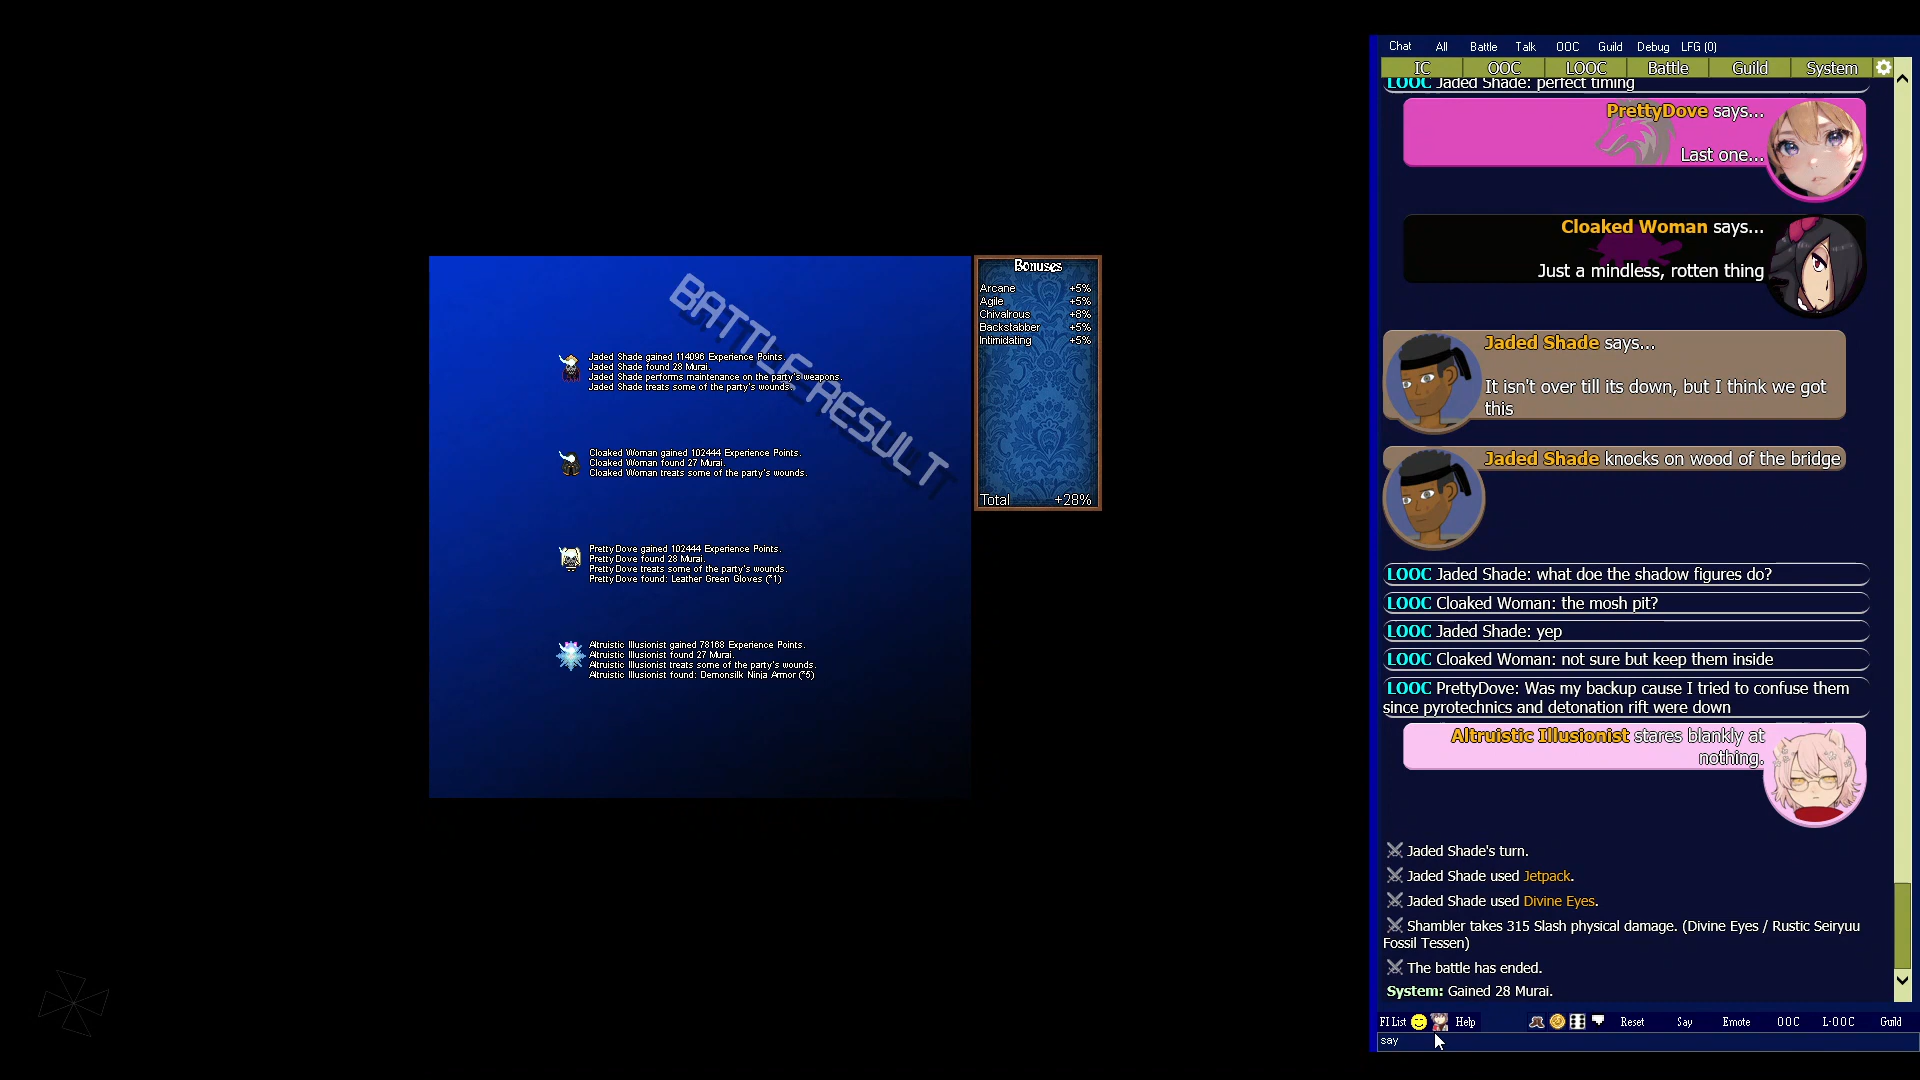 BATTLE RESULT
Jaded Shade gained 114096 Experience Points.
Jaded Shade found 28 Murai.
Jaded Shade performs maintenance on the party's weapons.
Jaded Shade treats some of the party's wounds.
Cloaked Woman gained 102444 Experience Points.
Cloaked Woman found 27 Murai.
Cloaked Woman treats some of the party's wounds.
PrettyDove gained 102444 Experience Points.
PrettyDove found 28 Murai.
PrettyDove treats some of the party's wounds.
PrettyDove found: Leather Green Gloves (*1)
Altruistic Illusionist gained 78168 Experience Points.
Altruistic Illusionist found 27 Murai.
Altruistic Illusionist treats some of the party's wounds.
Altruistic Illusionist found: Demonsilk Ninja Armor (*5)
Bonuses
Arcane +5%
Agile +5%
Chivalrous +8%
Backstabber +5%
Intimidating +5%
Total +28%
Chat All Battle Talk OOC Guild Debug LFG (0)
IC OOC LOOC Battle Guild System
LOOC Jaded Shade: perfect timing
PrettyDove says...
Last one...
Cloaked Woman says...
Just a mindless, rotten thing
Jaded Shade says...
It isn't over till its down, but I think we got
this
Jaded Shade knocks on wood of the bridge
LOOC Jaded Shade: what doe the shadow figures do?
LOOC Cloaked Woman: the mosh pit?
LOOC Jaded Shade: yep
LOOC Cloaked Woman: not sure but keep them inside
LOOC PrettyDove: Was my backup cause I tried to confuse them
since pyrotechnics and detonation rift were down
Altruistic Illusionist stares blankly at
nothing.
Jaded Shade's turn.
Jaded Shade used Jetpack.
Jaded Shade used Divine Eyes.
Shambler takes 315 Slash physical damage. (Divine Eyes / Rustic Seiryuu
Fossil Tessen)
The battle has ended.
System: Gained 28 Murai.
FI List Help Reset Say Emote OOC L-OOC Guild
say